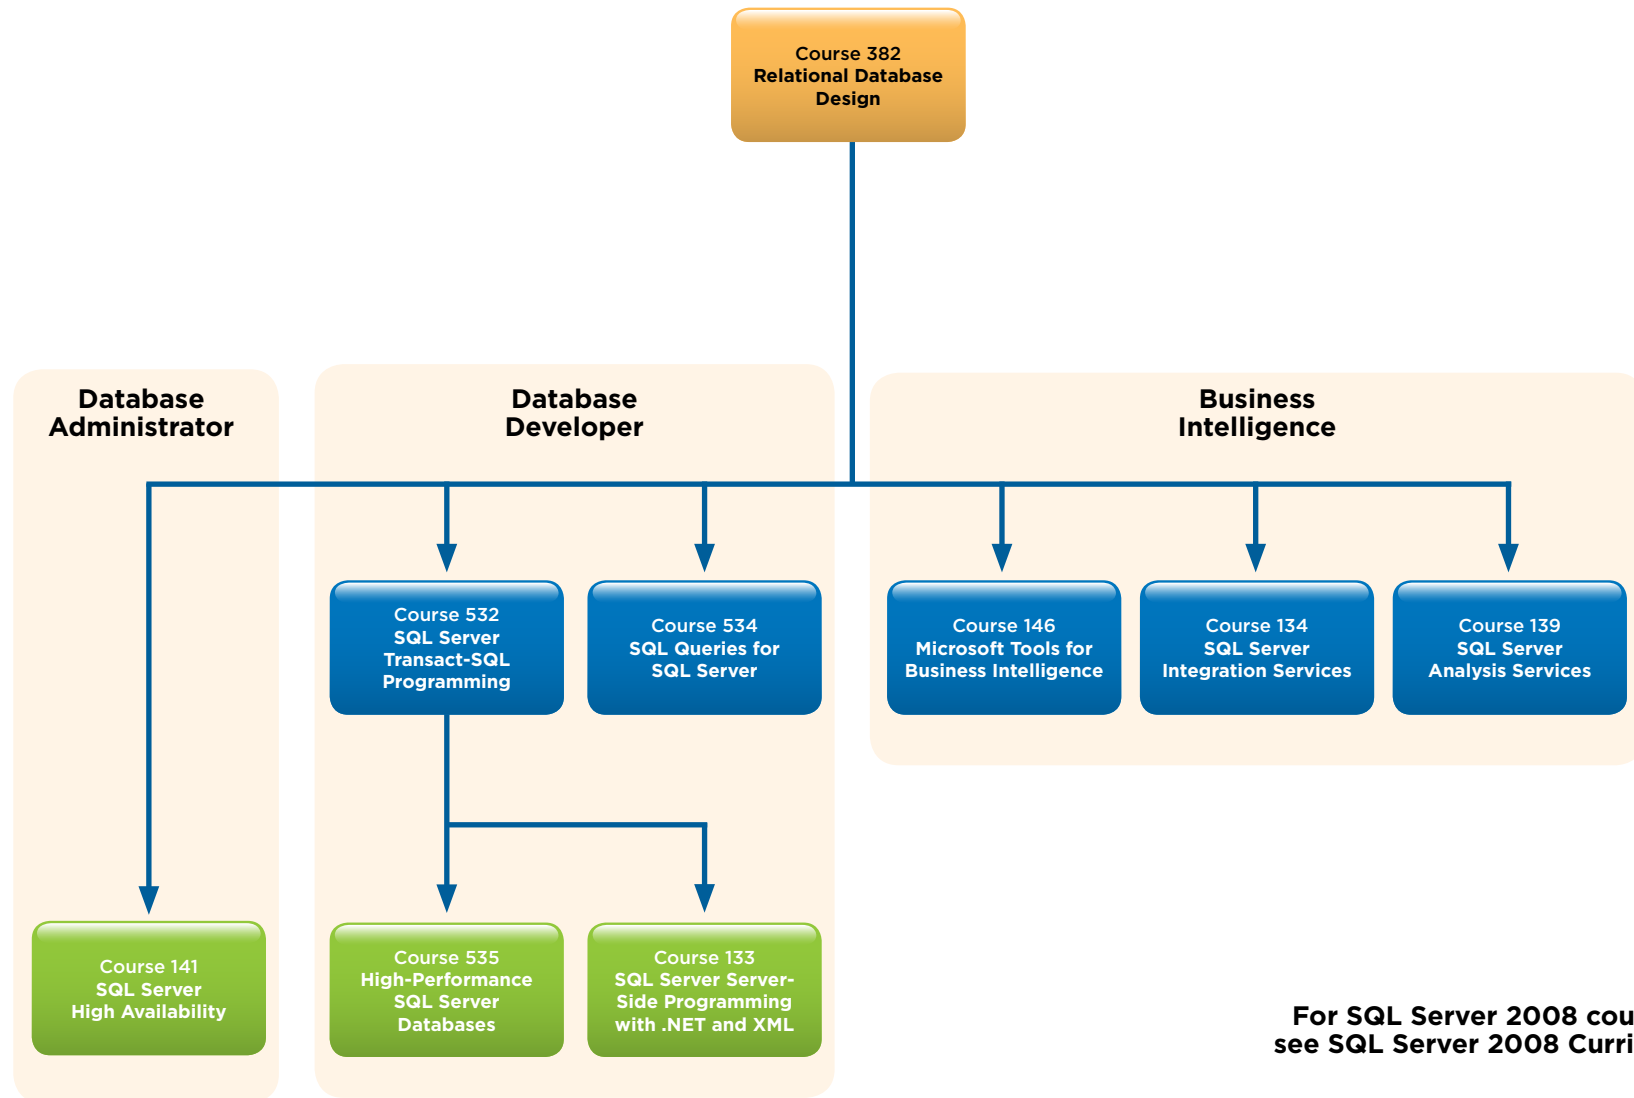 Course 382
Relational Database
Design
Database
Administrator
Database
Developer
Business
Intelligence
Course 532
SQL Server
Transact-SQL
Programming
Course 534
SQL Queries for
SQL Server
Course 146
Microsoft Tools for
Business Intelligence
Course 134
SQL Server
Integration Services
Course 139
SQL Server
Analysis Services
Course 141
SQL Server
High Availability
Course 535
High-Performance
SQL Server
Databases
Course 133
SQL Server Server-
Side Programming
with .NET and XML
For SQL Server 2008 cou
see SQL Server 2008 Curri